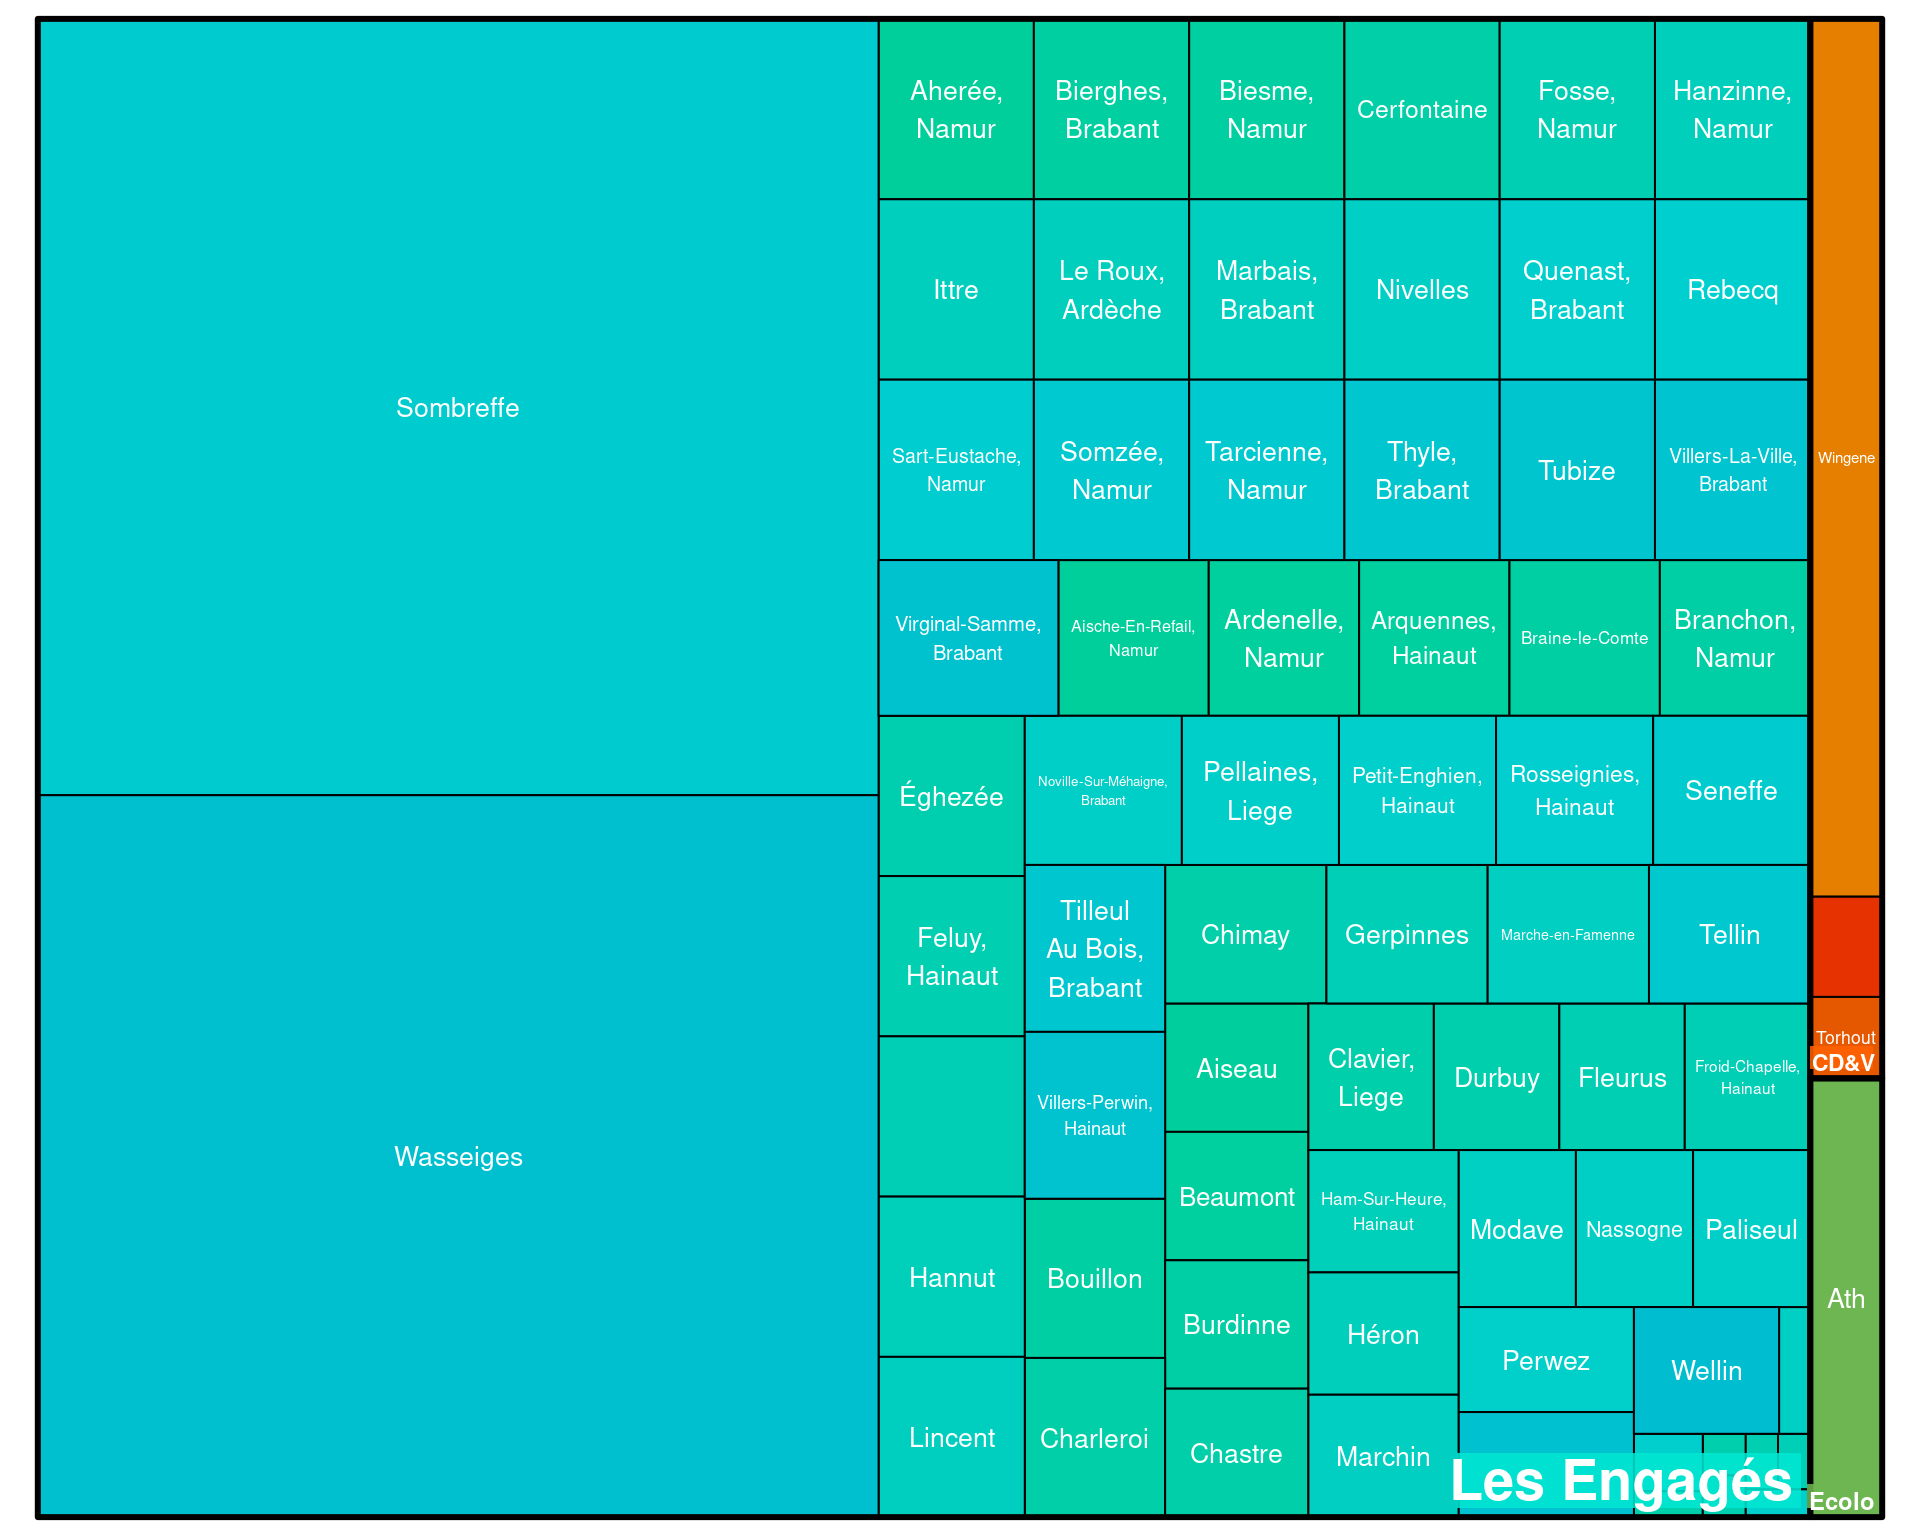 Sombreffe
Wasseiges
Aherée,
Namur
Bierghes,
Brabant
Biesme,
Namur
Cerfontaine
Fosse,
Namur
Hanzinne,
Namur
Ittre
Le Roux,
Ardèche
Marbais,
Brabant
Nivelles
Quenast,
Brabant
Rebecq
Sart-Eustache,
Namur
Somzée,
Namur
Tarcienne,
Namur
Thyle,
Brabant
Tubize
Villers-La-Ville,
Brabant
Virginal-Samme,
Brabant
Aische-En-Refail,
Namur
Ardenelle,
Namur
Arquennes,
Hainaut
Braine-le-Comte
Branchon,
Namur
Éghezée
Feluy,
Hainaut
Hannut
Lincent
Noville-Sur-Méhaigne,
Brabant
Pellaines,
Liege
Petit-Enghien,
Hainaut
Rosseignies,
Hainaut
Seneffe
Tilleul
Au Bois,
Brabant
Villers-Perwin,
Hainaut
Bouillon
Charleroi
Chimay
Gerpinnes
Marche-en-Famenne
Tellin
Aiseau
Beaumont
Burdinne
Chastre
Clavier,
Liege
Durbuy
Fleurus
Froid-Chapelle,
Hainaut
Ham-Sur-Heure,
Hainaut
Héron
Marchin
Modave
Nassogne
Paliseul
Perwez
Wellin
Les Engagés
Wingene
Torhout
CD&V
Ath
Ecolo